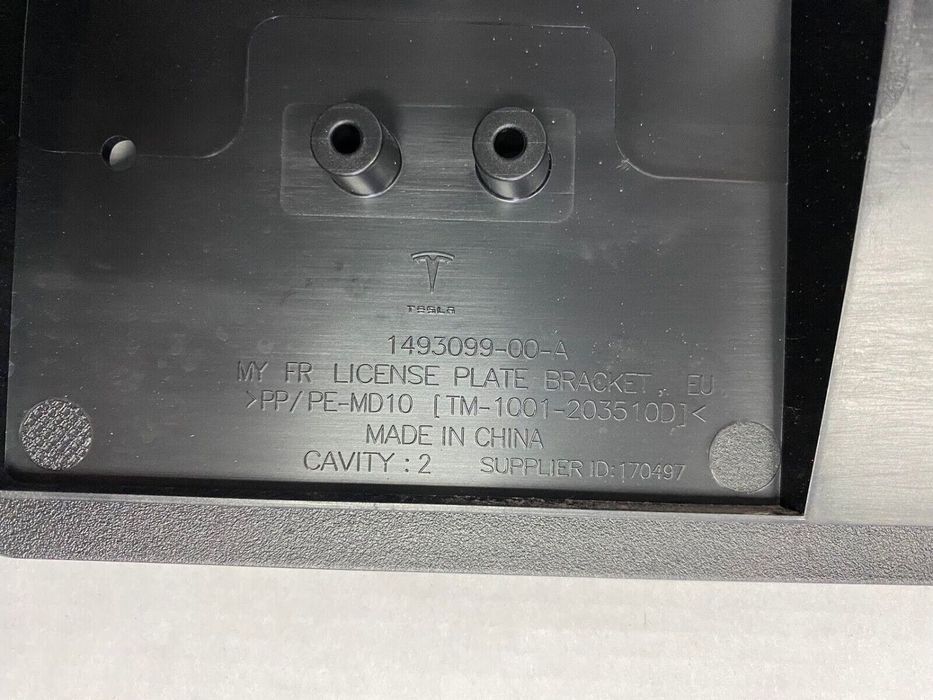 TESLA
1493099-00-A
MY FR LICENSE PLATE BRACKET, EU
>PP/PE-MD10 [TM-1001-203510D]<
MADE IN CHINA
CAVITY : 2 SUPPLIER ID: 170497